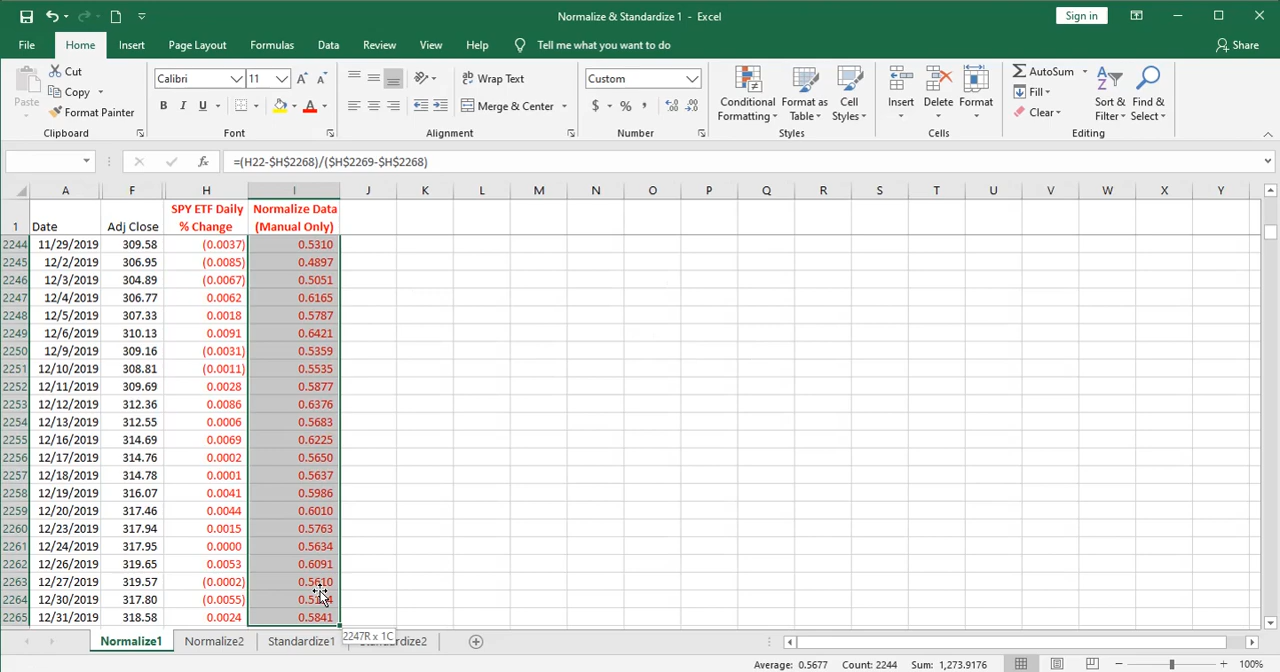 Normalize & Standardize 1 - Excel
Sign in
File Home Insert Page Layout Formulas Data Review View Help Tell me what you want to do Share
Paste
Cut
Copy
Format Painter
Clipboard
Calibri 11
B I U
Font
Wrap Text
Merge & Center
Alignment
Custom
$ % ,
Number
Conditional Formatting
Format as Table
Cell Styles
Styles
Insert
Delete
Format
Cells
AutoSum
Fill
Clear
Sort & Filter
Find & Select
Editing
fx =(H22-$H$2268)/($H$2269-$H$2268)
A F H I J K L M N O P Q R S T U V W X Y
SPY ETF Daily Normalize Data
1 Date Adj Close % Change (Manual Only)
2244 11/29/2019 309.58 (0.0037) 0.5310
2245 12/2/2019 306.95 (0.0085) 0.4897
2246 12/3/2019 304.89 (0.0067) 0.5051
2247 12/4/2019 306.77 0.0062 0.6165
2248 12/5/2019 307.33 0.0018 0.5787
2249 12/6/2019 310.13 0.0091 0.6421
2250 12/9/2019 309.16 (0.0031) 0.5359
2251 12/10/2019 308.81 (0.0011) 0.5535
2252 12/11/2019 309.69 0.0028 0.5877
2253 12/12/2019 312.36 0.0086 0.6376
2254 12/13/2019 312.55 0.0006 0.5683
2255 12/16/2019 314.69 0.0069 0.6225
2256 12/17/2019 314.76 0.0002 0.5650
2257 12/18/2019 314.78 0.0001 0.5637
2258 12/19/2019 316.07 0.0041 0.5986
2259 12/20/2019 317.46 0.0044 0.6010
2260 12/23/2019 317.94 0.0015 0.5763
2261 12/24/2019 317.95 0.0000 0.5634
2262 12/26/2019 319.65 0.0053 0.6091
2263 12/27/2019 319.57 (0.0002) 0.5610
2264 12/30/2019 317.80 (0.0055)
2265 12/31/2019 318.58 0.0024 0.5841
2247R x 1C
Normalize1 Normalize2 Standardize1
Average: 0.5677 Count: 2244 Sum: 1,273.9176 100%